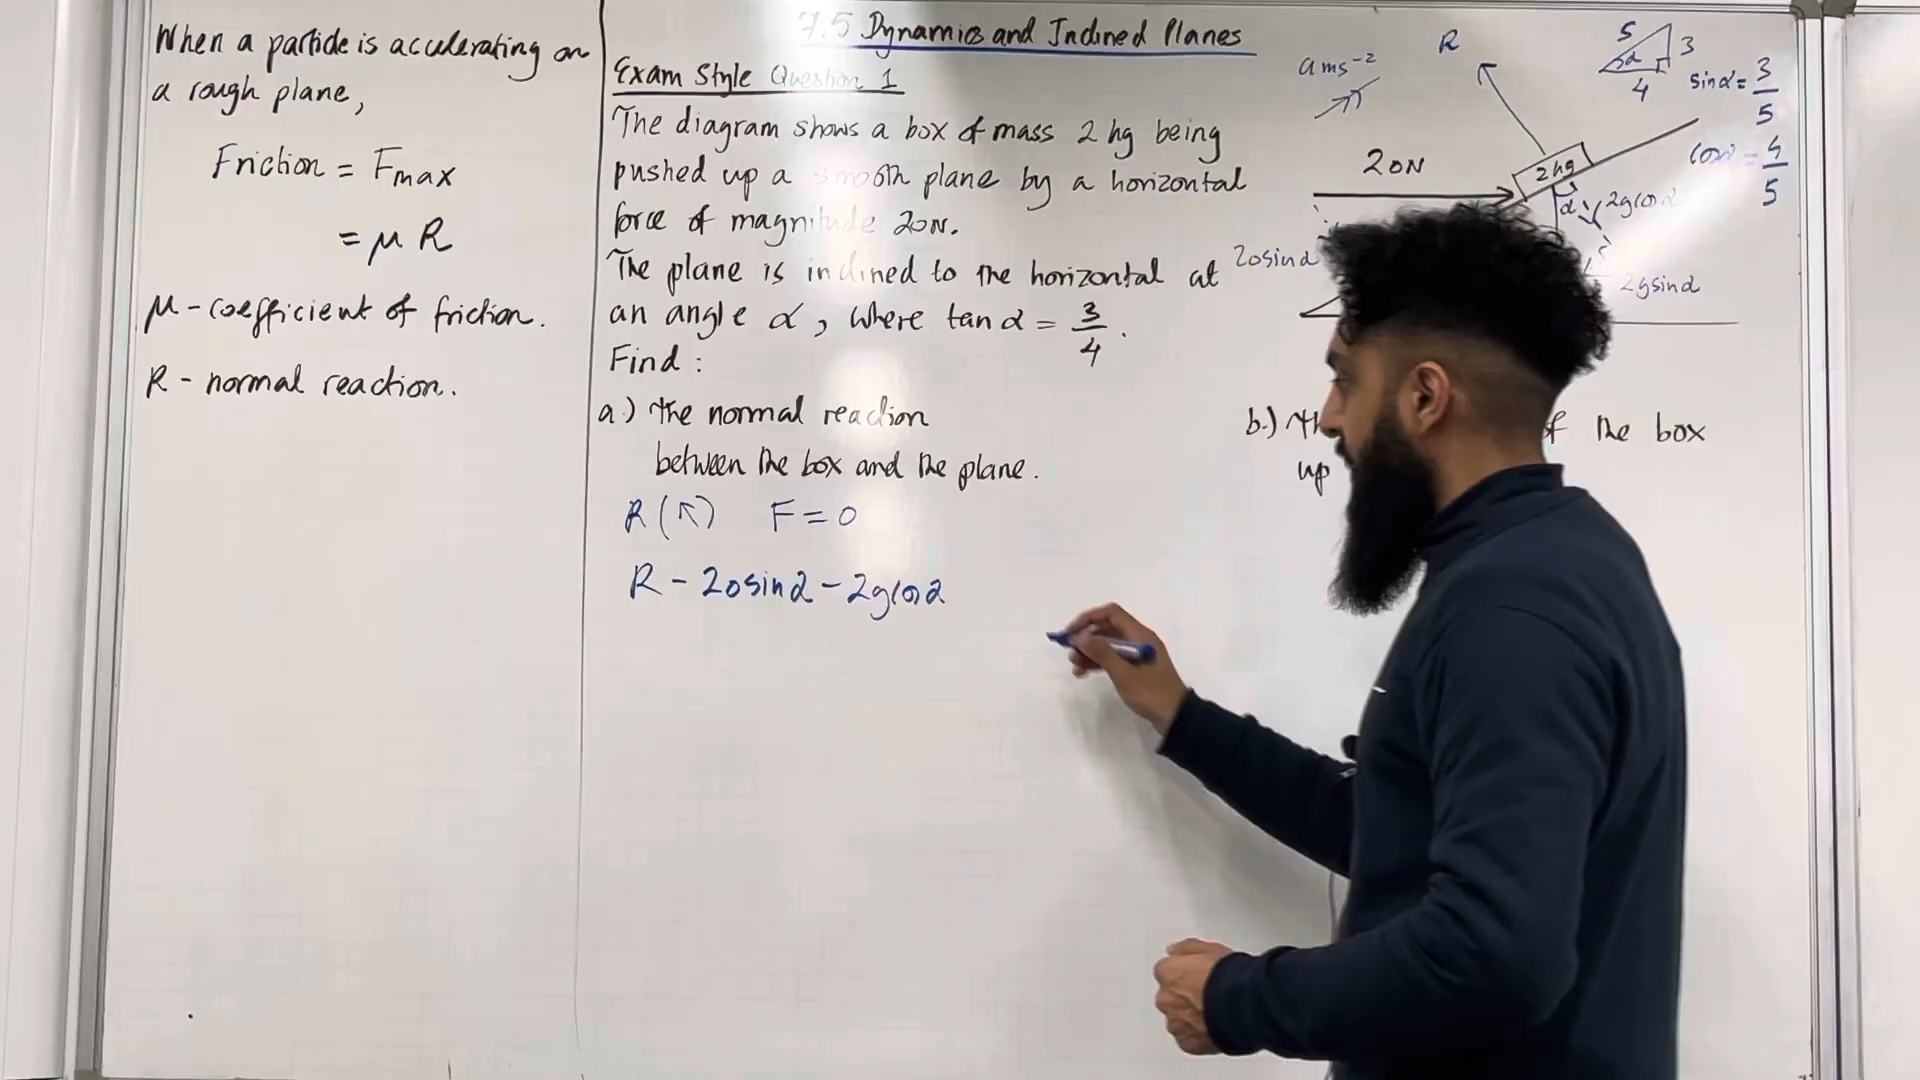 When a particle is accelerating on
a rough plane,
Friction = Fmax
= μ R
μ - coefficient of friction.
R - normal reaction.
7.5 Dynamics and Inclined Planes
Exam Style Question 1
The diagram shows a box of mass 2 kg being
pushed up a smooth plane by a horizontal
force of magnitude 20N.
The plane is inclined to the horizontal at
an angle α, where tan α = 3/4.
Find :
a.) the normal reaction
between the box and the plane.
R (↖) F = 0
R - 20sinα - 2gcosα
a ms⁻²
R
5
3
α
4
sinα = 3/5
cosα = 4/5
20N
2kg
α
2gcosα
20sinα
2gsinα
b.) of the box
up